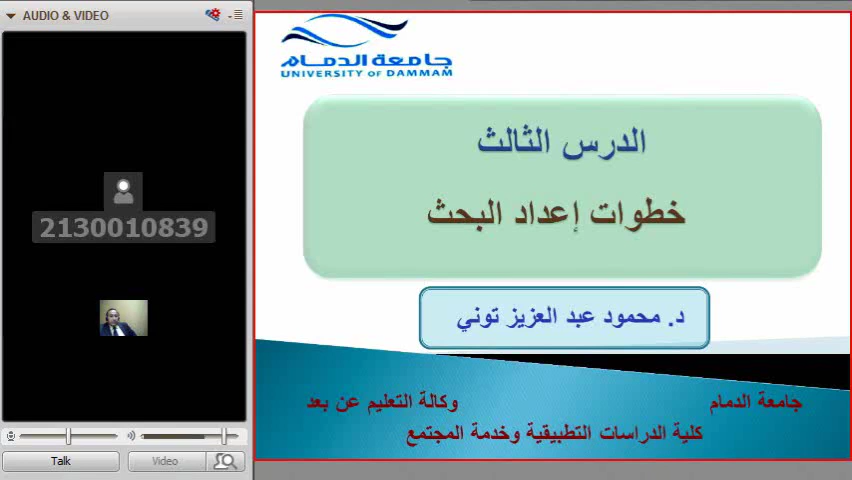 AUDIO & VIDEO
2130010839
Talk
Video
جامعة الدمام
UNIVERSITY OF DAMMAM
الدرس الثالث
خطوات إعداد البحث
د. محمود عبد العزيز توني
جامعة الدمام وكالة التعليم عن بعد
كلية الدراسات التطبيقية وخدمة المجتمع